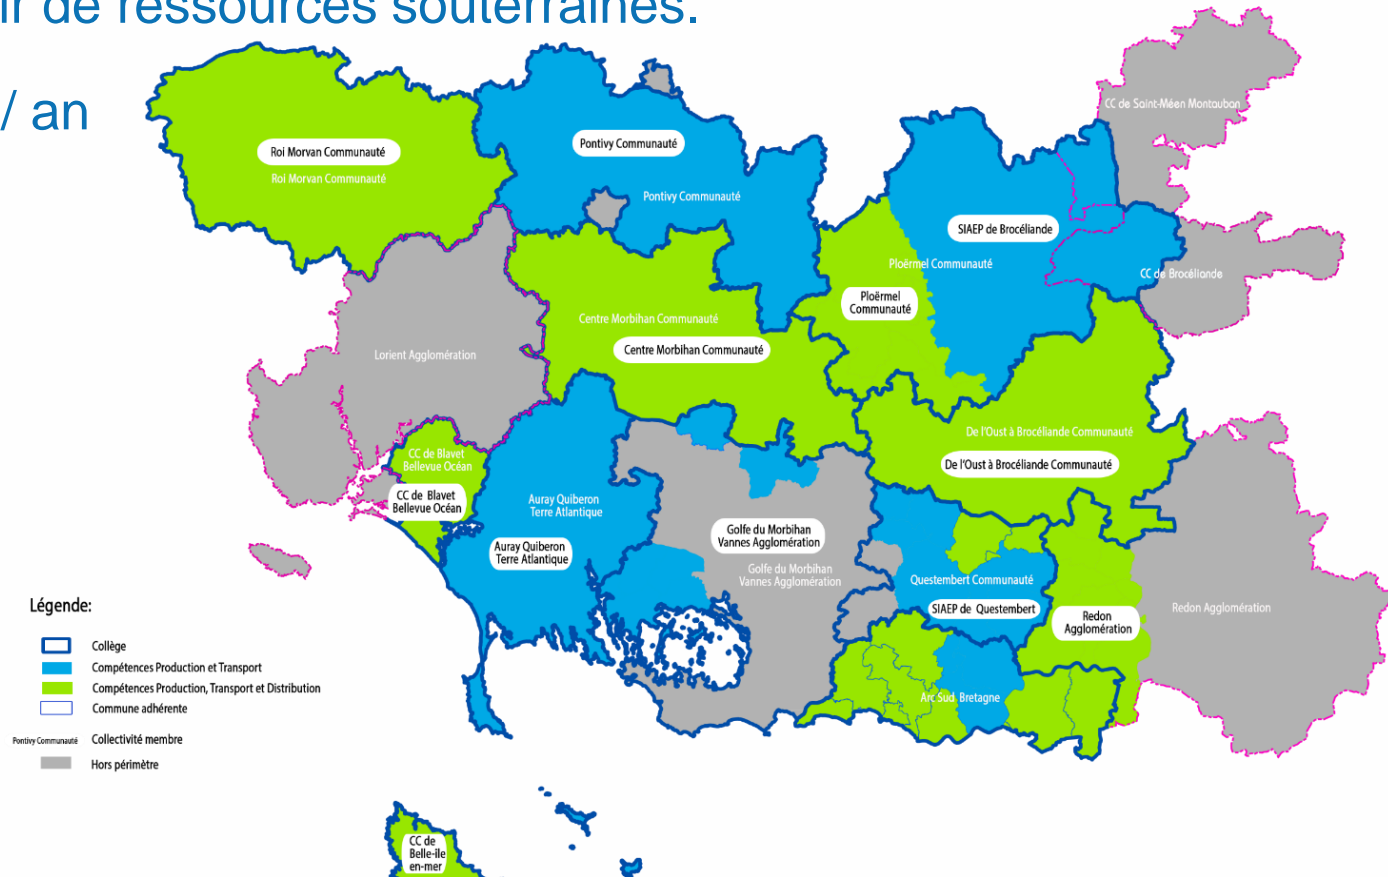 ir de ressources souterraines.
/ an
CC de Saint-Méen Montauban
Roi Morvan Communauté
Roi Morvan Communauté
Pontivy Communauté
Pontivy Communauté
SIAEP de Brocéliande
Ploërmel Communauté
CC de Brocéliande
Ploërmel
Communauté
Centre Morbihan Communauté
Centre Morbihan Communauté
Lorient Agglomération
De l'Oust à Brocéliande Communauté
De l'Oust à Brocéliande Communauté
CC de Blavet
Bellevue Océan
CC de Blavet
Bellevue Océan
Auray Quiberon
Terre Atlantique
Auray Quiberon
Terre Atlantique
Golfe du Morbihan
Vannes Agglomération
Golfe du Morbihan
Vannes Agglomération
Questembert Communauté
SIAEP de Questembert
Redon
Agglomération
Redon Agglomération
Arc Sud Bretagne
Légende:
Collège
Compétences Production et Transport
Compétences Production, Transport et Distribution
Commune adhérente
Pontivy Communauté Collectivité membre
Hors périmètre
CC de
Belle-ile
en-mer